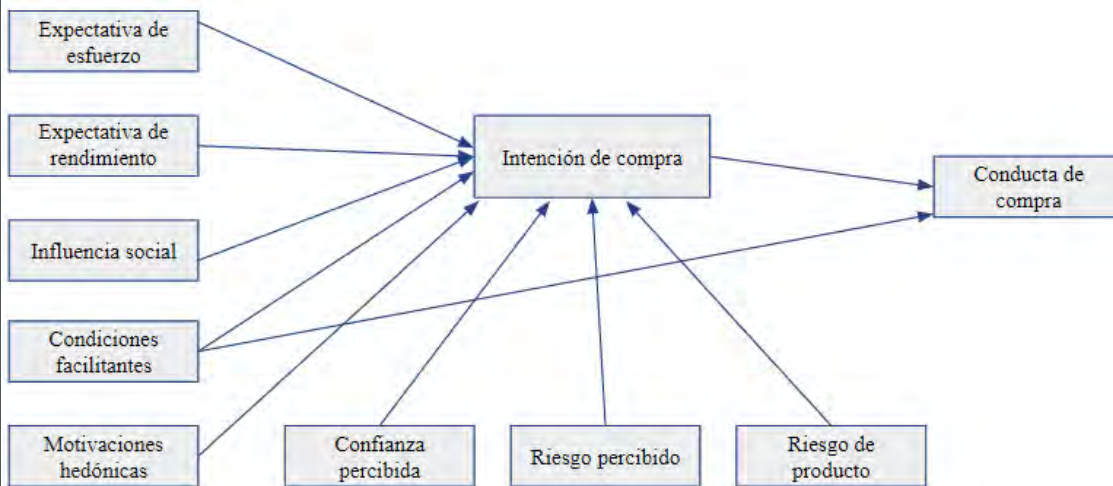 Expectativa de
esfuerzo
Expectativa de
rendimiento
Influencia social
Condiciones
facilitantes
Motivaciones
hedónicas
Intención de compra
Conducta de
compra
Confianza
percibida
Riesgo percibido
Riesgo de
producto